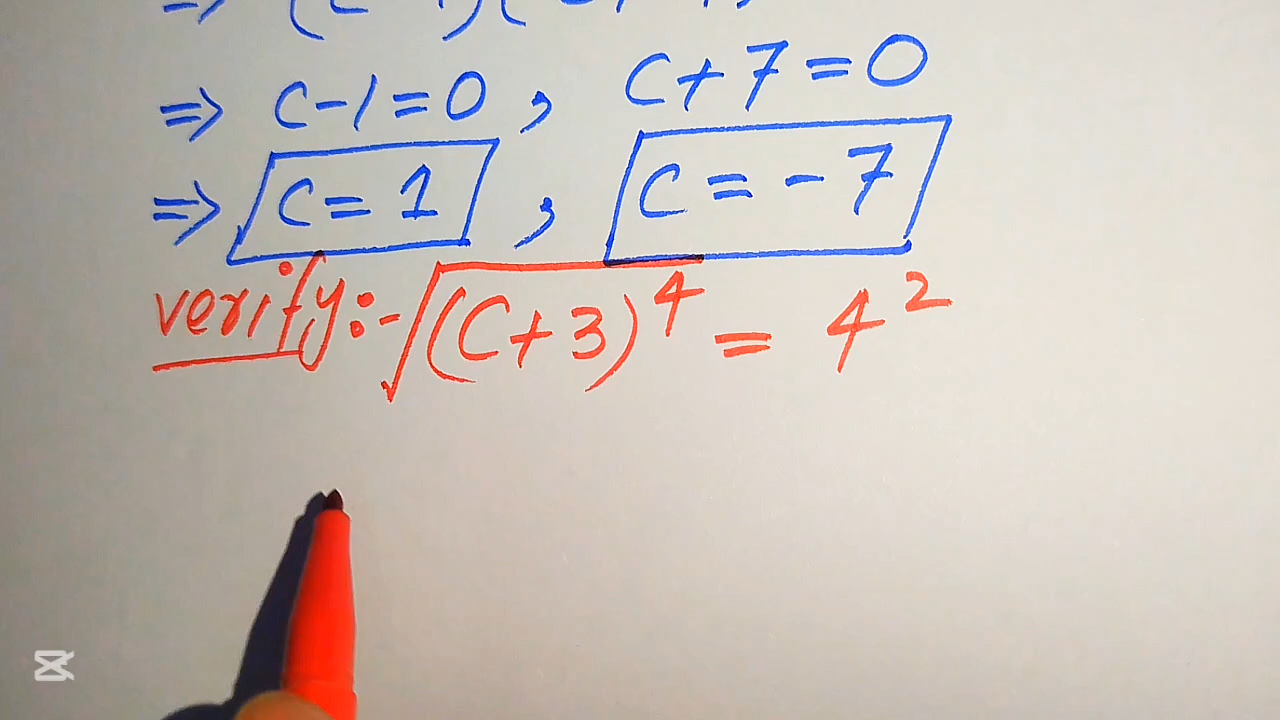 ⇒ c-1=0 , c+7=0
⇒ c=1 , c=-7
verify:- √(c+3)⁴ = 4²